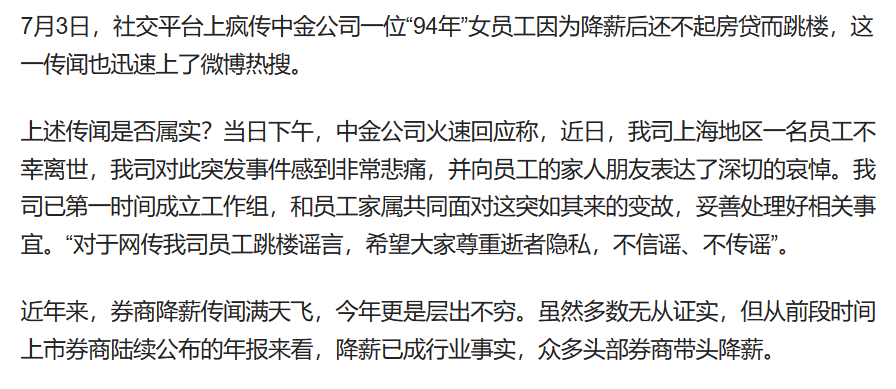 7月3日，社交平台上疯传中金公司一位“94年”女员工因为降薪后还不起房贷而跳楼，这
一传闻也迅速上了微博热搜。
上述传闻是否属实？当日下午，中金公司火速回应称，近日，我司上海地区一名员工不
幸离世，我司对此突发事件感到非常悲痛，并向员工的家人朋友表达了深切的哀悼。我
司已第一时间成立工作组，和员工家属共同面对这突如其来的变故，妥善处理好相关事
宜。“对于网传我司员工跳楼谣言，希望大家尊重逝者隐私，不信谣、不传谣”。
近年来，券商降薪传闻满天飞，今年更是层出不穷。虽然多数无从证实，但从前段时间
上市券商陆续公布的年报来看，降薪已成行业事实，众多头部券商带头降薪。